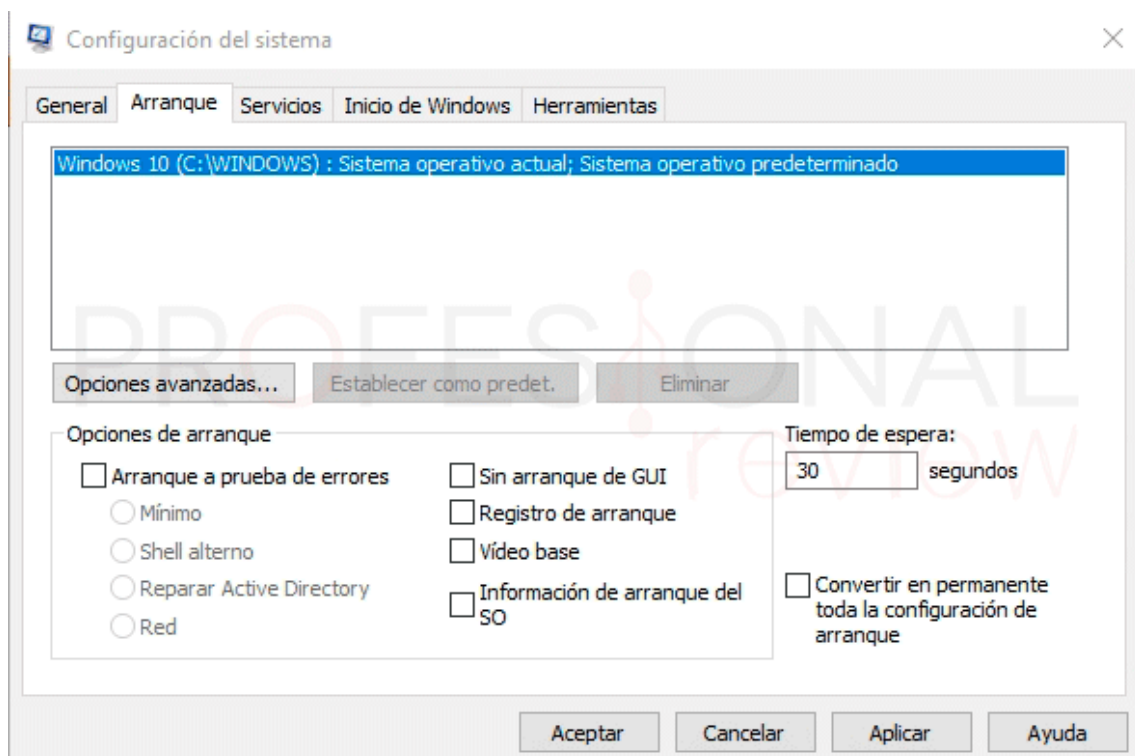 Configuración del sistema
General Arranque Servicios Inicio de Windows Herramientas
Windows 10 (C:\WINDOWS) : Sistema operativo actual; Sistema operativo predeterminado
PROFESIONAL
review
Opciones avanzadas... Establecer como predet. Eliminar
Opciones de arranque
Arranque a prueba de errores
Mínimo
Shell alterno
Reparar Active Directory
Red
Sin arranque de GUI
Registro de arranque
Vídeo base
Información de arranque del
SO
Tiempo de espera:
30 segundos
Convertir en permanente
toda la configuración de
arranque
Aceptar Cancelar Aplicar Ayuda